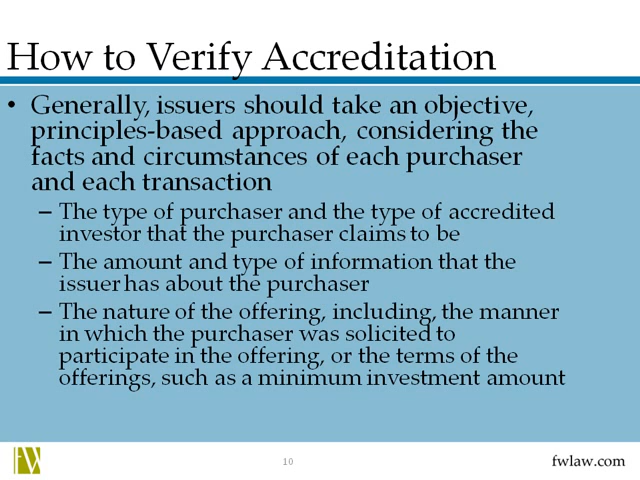 How to Verify Accreditation
• Generally, issuers should take an objective,
principles-based approach, considering the
facts and circumstances of each purchaser
and each transaction
– The type of purchaser and the type of accredited
investor that the purchaser claims to be
– The amount and type of information that the
issuer has about the purchaser
– The nature of the offering, including, the manner
in which the purchaser was solicited to
participate in the offering, or the terms of the
offerings, such as a minimum investment amount
FW
10
fwlaw.com